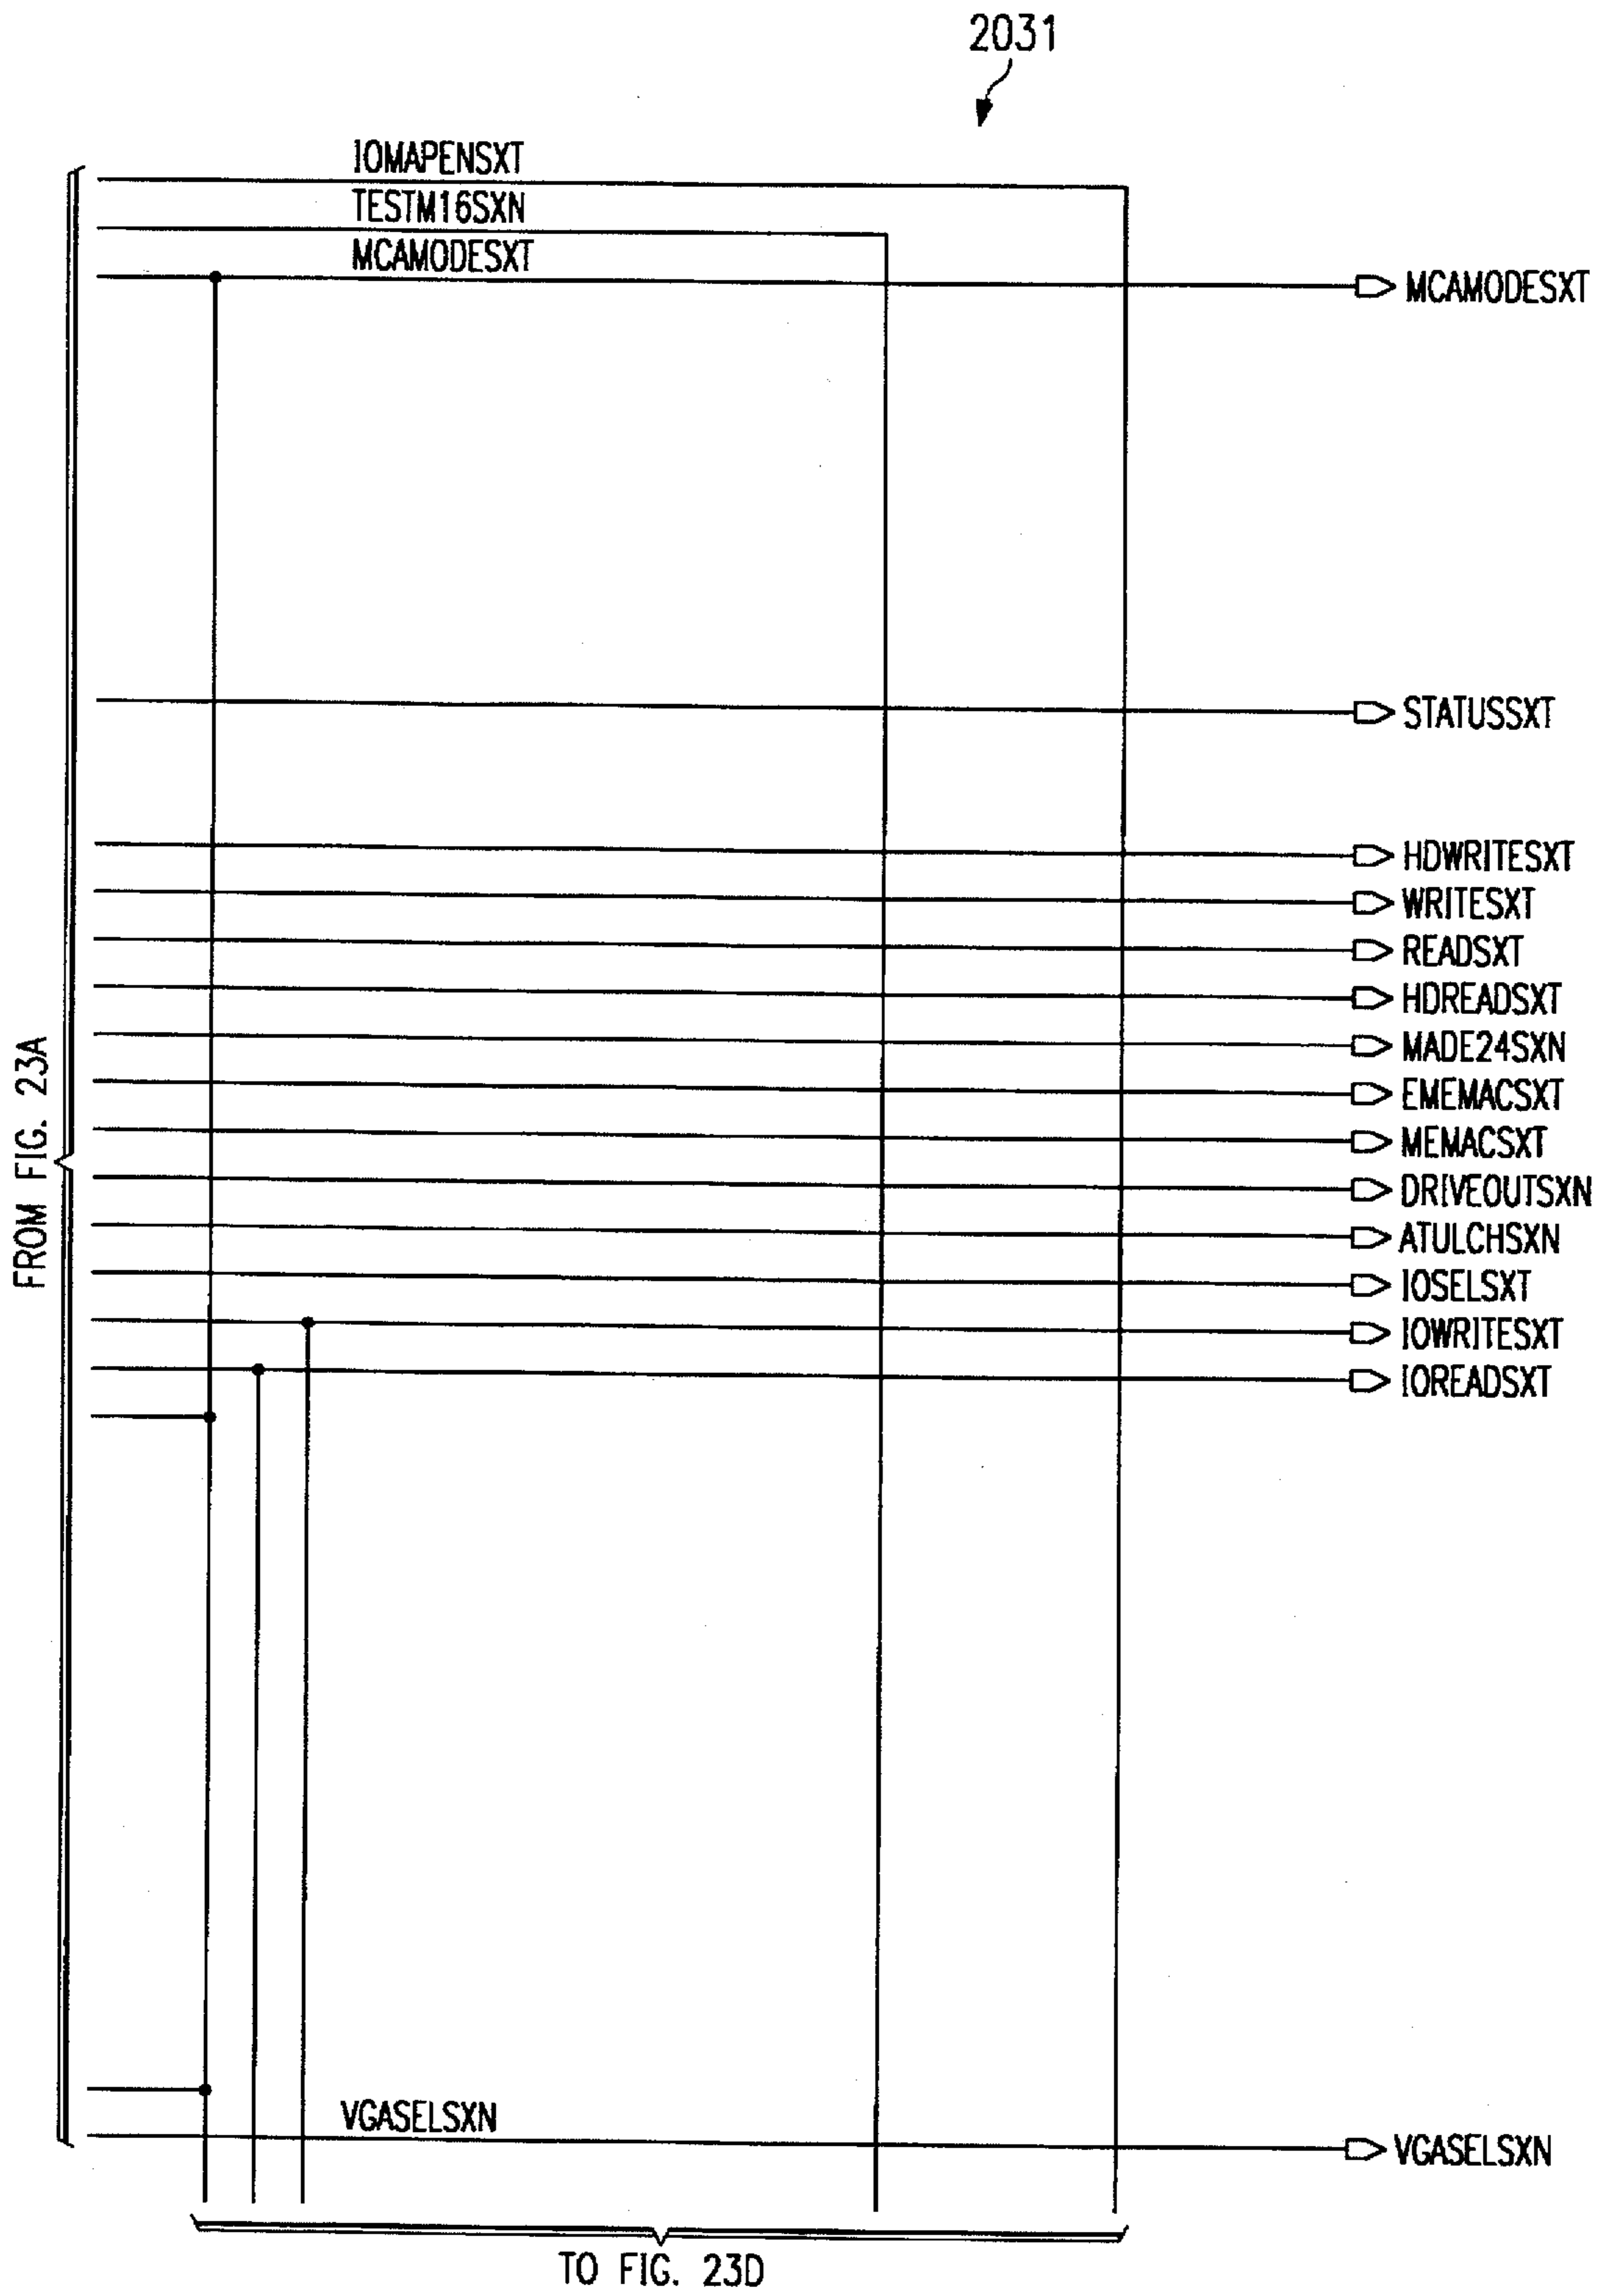 2031
IOMAPENSXT
TESTM16SXN
MCAMODESXT
MCAMODESXT
STATUSSXT
HDWRITESXT
WRITESXT
READSXT
HDREADSXT
MADE24SXN
EMEMACSXT
MEMACSXT
DRIVEOUTSXN
ATULCHSXN
IOSELSXT
IOWRITESXT
IOREADSXT
FROM FIG. 23A
VGASELSXN
VGASELSXN
TO FIG. 23D